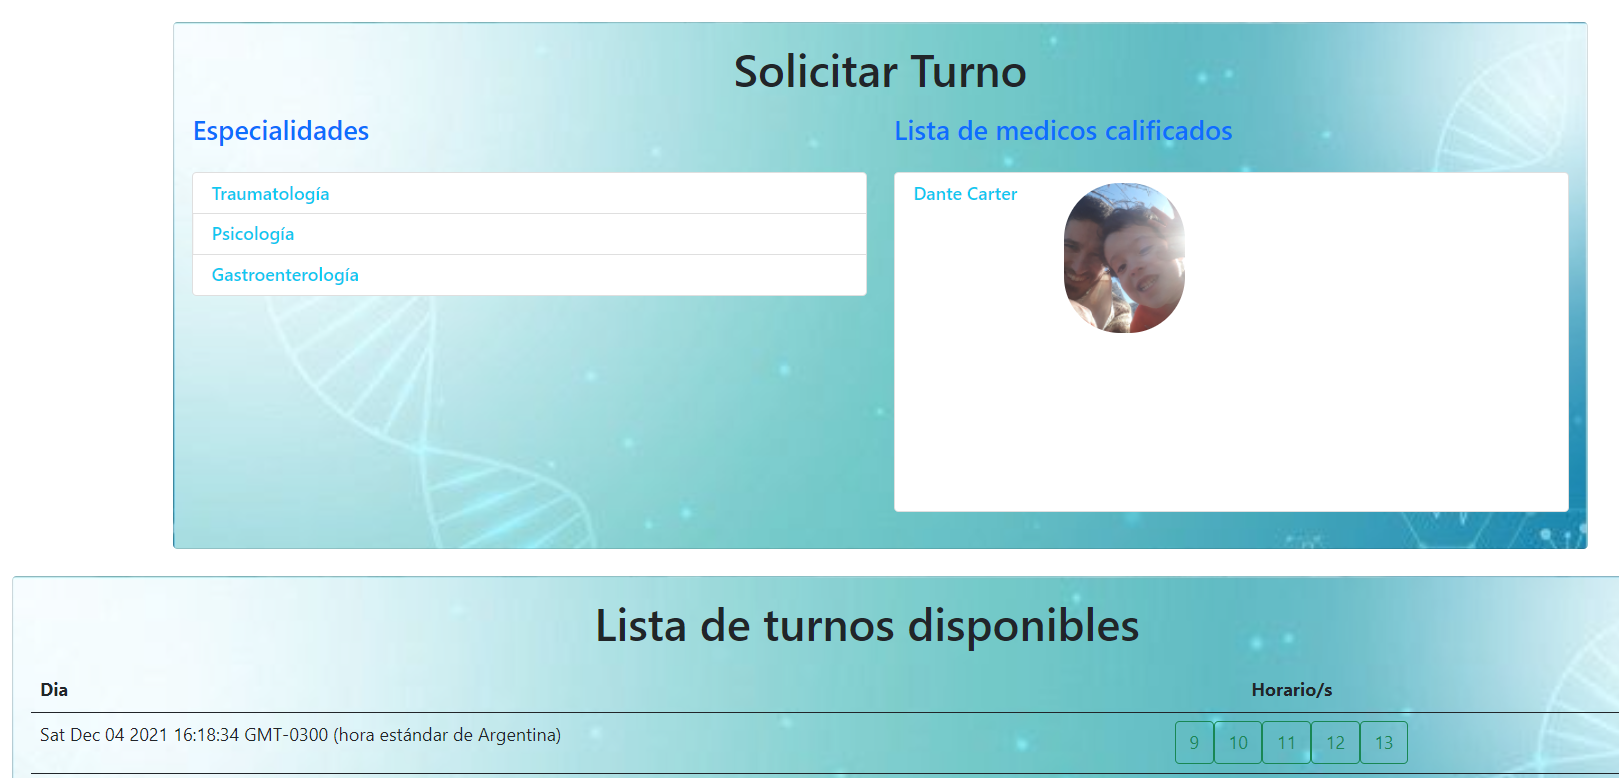 Solicitar Turno
Especialidades
Traumatología
Psicología
Gastroenterología
Lista de medicos calificados
Dante Carter
Lista de turnos disponibles
Dia Horario/s
Sat Dec 04 2021 16:18:34 GMT-0300 (hora estándar de Argentina) 9 10 11 12 13